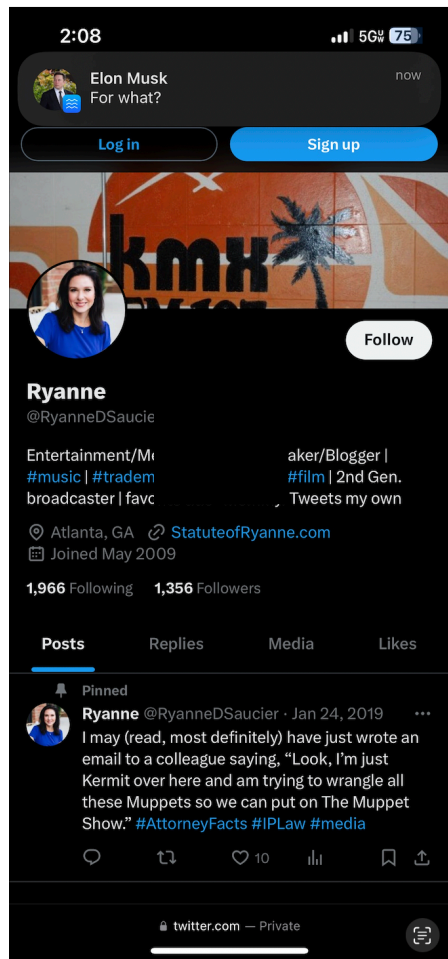 2:08
5G UW 75
Elon Musk
now
For what?
Log in
Sign up
kmx
Follow
Ryanne
@RyanneDSaucie
Entertainment/Me aker/Blogger |
#music | #tradem #film | 2nd Gen.
broadcaster | Tweets my own
Atlanta, GA StatuteofRyanne.com
Joined May 2009
1,966 Following 1,356 Followers
Posts Replies Media Likes
Pinned
Ryanne @RyanneDSaucier · Jan 24, 2019
I may (read, most definitely) have just wrote an
email to a colleague saying, “Look, I’m just
Kermit over here and am trying to wrangle all
these Muppets so we can put on The Muppet
Show.” #AttorneyFacts #IPLaw #media
10
twitter.com — Private